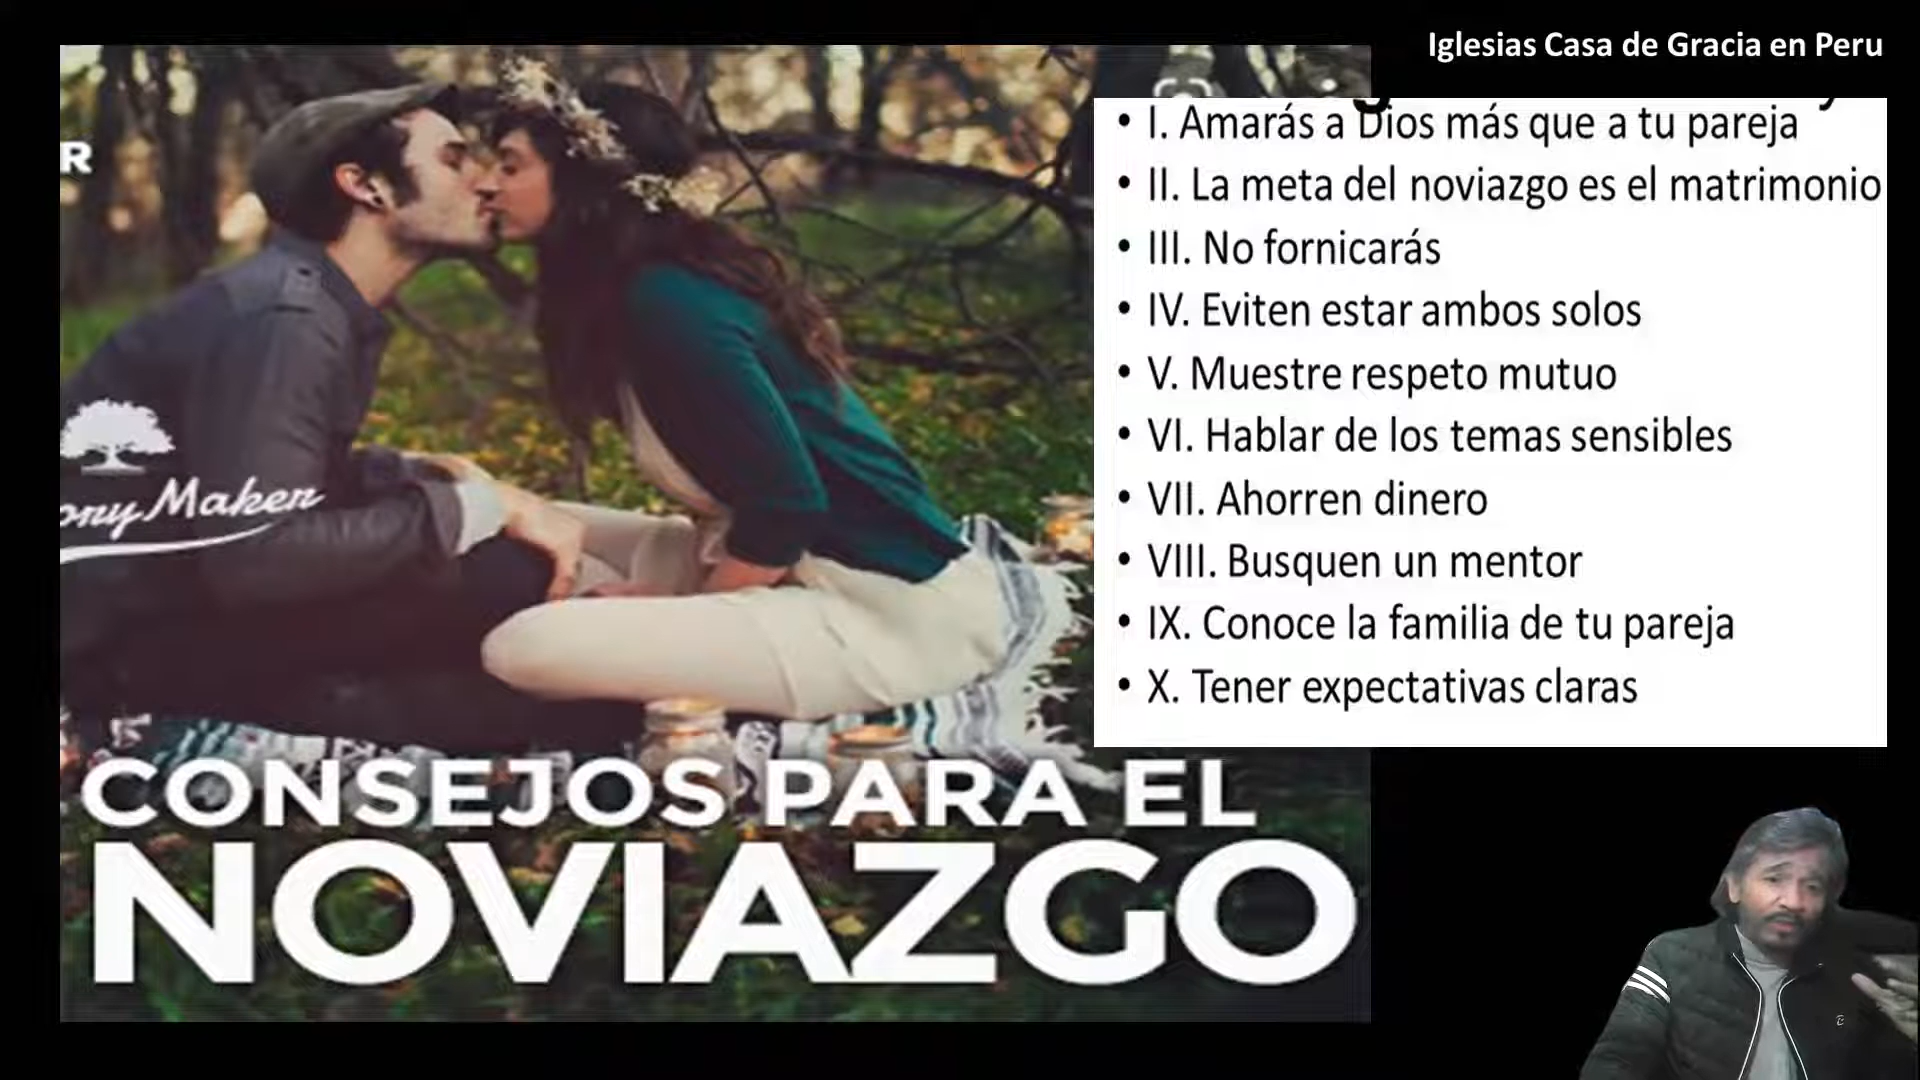 Iglesias Casa de Gracia en Peru
R
• I. Amarás a Dios más que a tu pareja
• II. La meta del noviazgo es el matrimonio
• III. No fornicarás
• IV. Eviten estar ambos solos
• V. Muestre respeto mutuo
• VI. Hablar de los temas sensibles
• VII. Ahorren dinero
• VIII. Busquen un mentor
• IX. Conoce la familia de tu pareja
• X. Tener expectativas claras
ory Maker
CONSEJOS PARA EL
NOVIAZGO